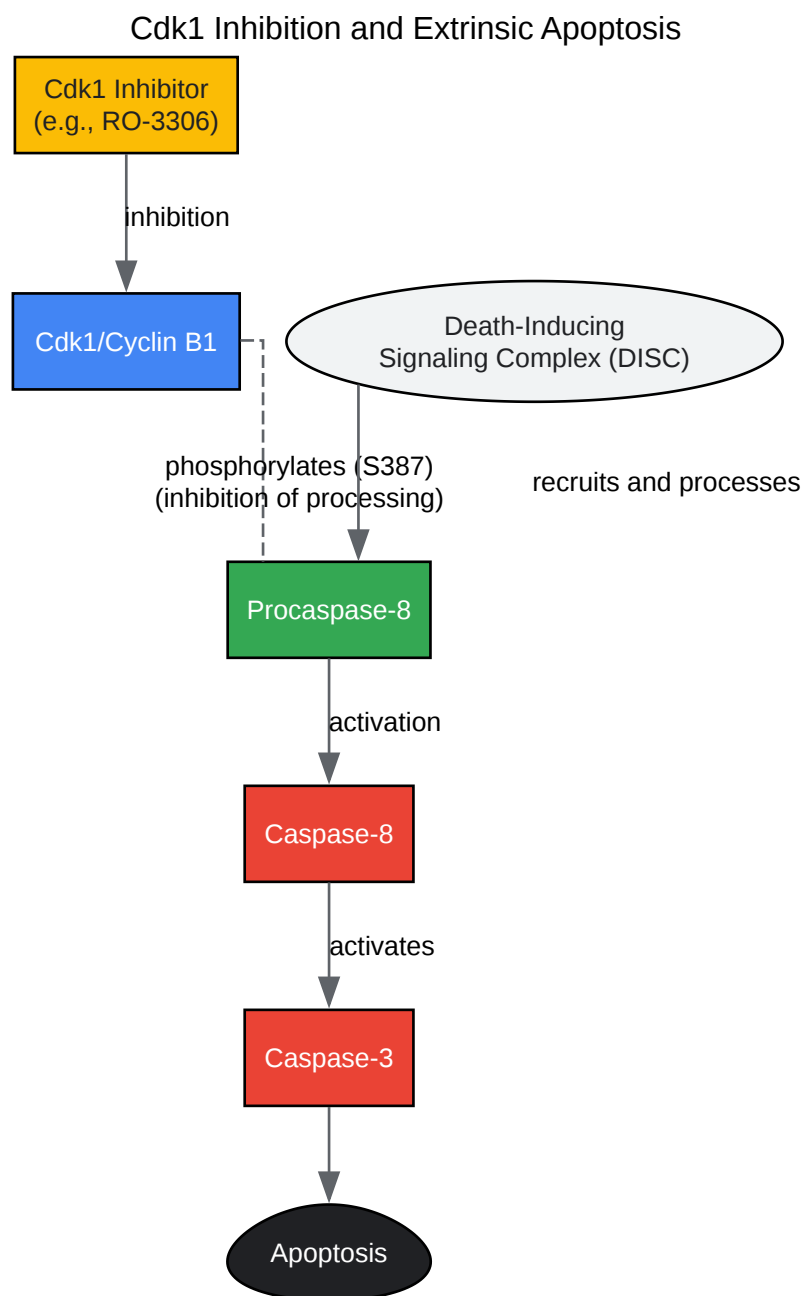 Cdk1 Inhibition and Extrinsic Apoptosis
Cdk1 Inhibitor
(e.g., RO-3306)
inhibition
Cdk1/Cyclin B1
Death-Inducing
Signaling Complex (DISC)
phosphorylates (S387)
(inhibition of processing)
recruits and processes
Procaspase-8
activation
Caspase-8
activates
Caspase-3
Apoptosis